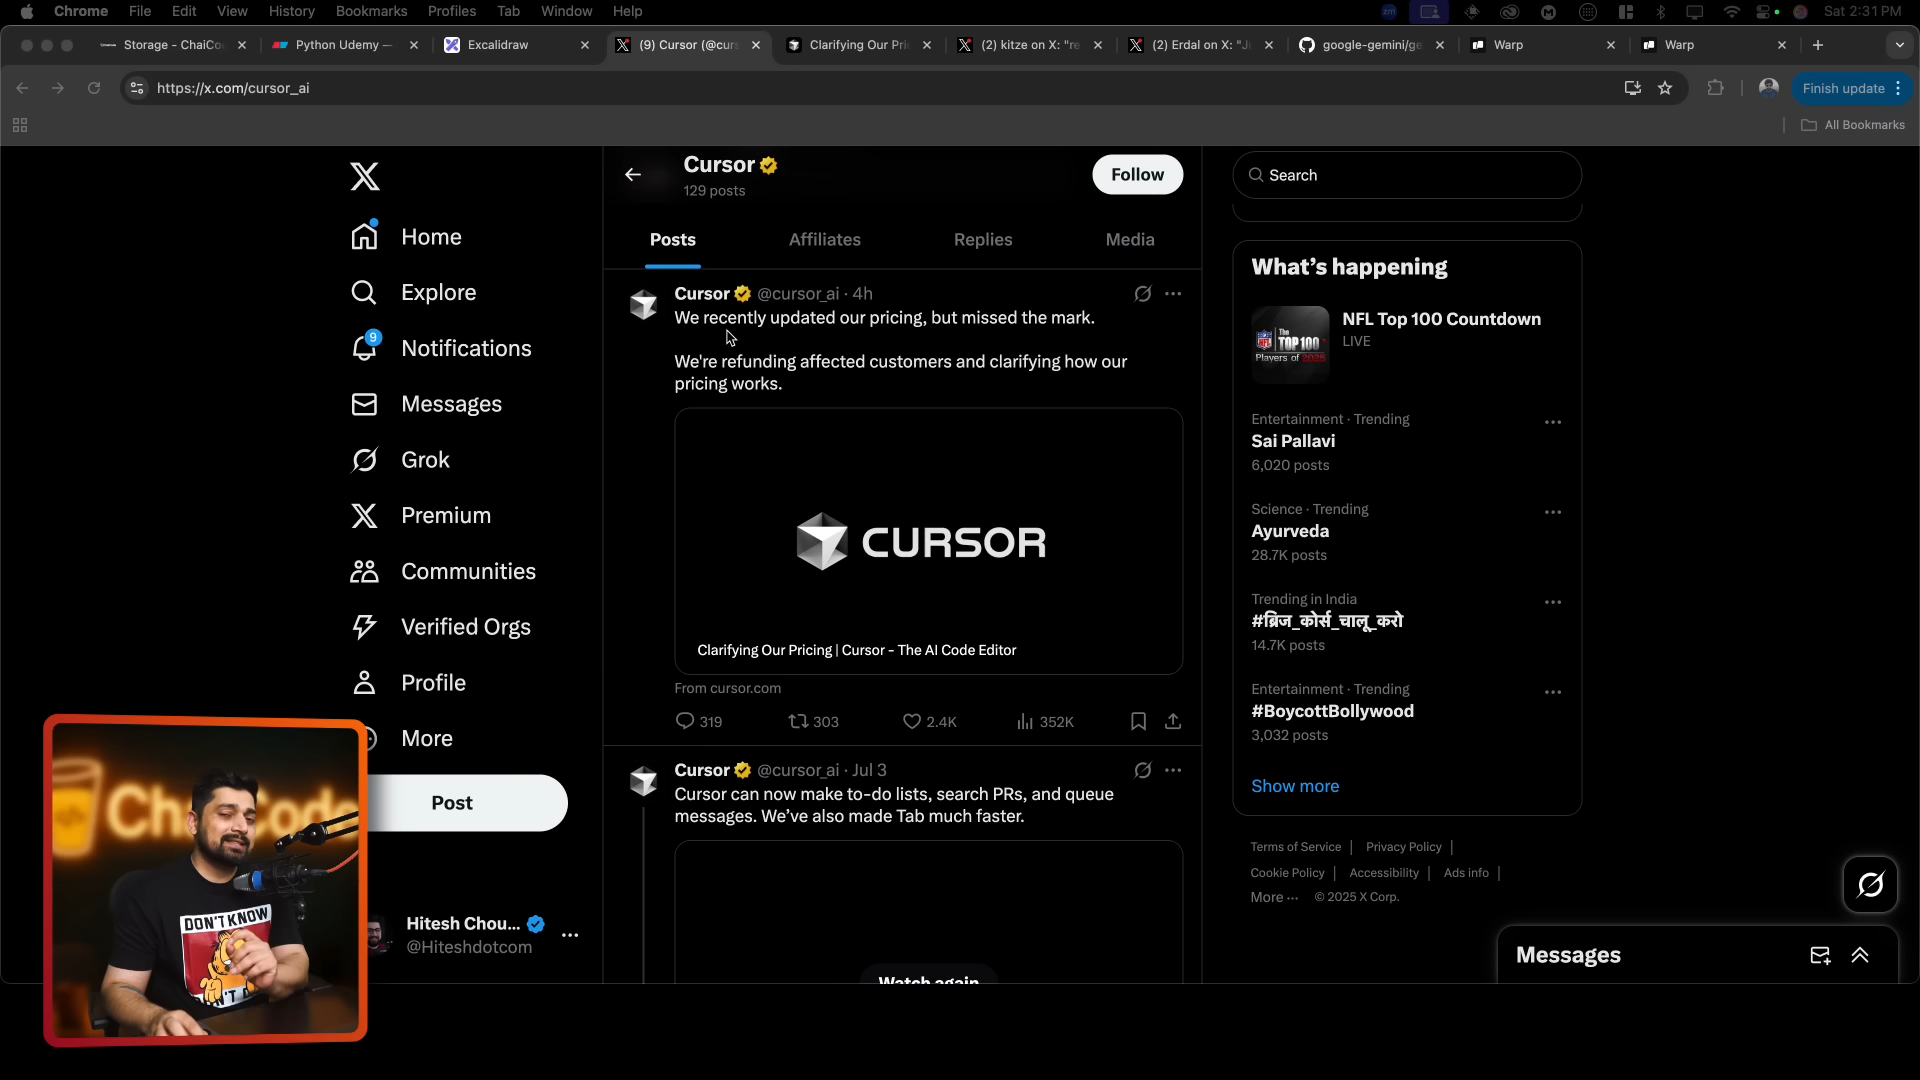 Chrome File Edit View History Bookmarks Profiles Tab Window Help
zm
Sat 2:31 PM
Storage - ChaiCo
Python Udemy —
Excalidraw
(9) Cursor (@curs
Clarifying Our Pri
(2) kitze on X: "re
(2) Erdal on X: "J
google-gemini/ge
Warp
Warp
https://x.com/cursor_ai
Finish update
All Bookmarks
Home
Explore
9
Notifications
Messages
Grok
Premium
Communities
Verified Orgs
Profile
More
Post
Hitesh Chou...
@Hiteshdotcom
Cursor
129 posts
Follow
Posts Affiliates Replies Media
Cursor @cursor_ai · 4h
We recently updated our pricing, but missed the mark.
We're refunding affected customers and clarifying how our
pricing works.
CURSOR
Clarifying Our Pricing | Cursor - The AI Code Editor
From cursor.com
319 303 2.4K 352K
Cursor @cursor_ai · Jul 3
Cursor can now make to-do lists, search PRs, and queue
messages. We've also made Tab much faster.
Watch again
Search
What's happening
The
TOP100
Players of 2025
NFL Top 100 Countdown
LIVE
Entertainment · Trending
Sai Pallavi
6,020 posts
Science · Trending
Ayurveda
28.7K posts
Trending in India
#ब्रिज_कोर्स_चालू_करो
14.7K posts
Entertainment · Trending
#BoycottBollywood
3,032 posts
Show more
Terms of Service | Privacy Policy |
Cookie Policy | Accessibility | Ads info |
More ··· © 2025 X Corp.
Messages
DON'T KNOW